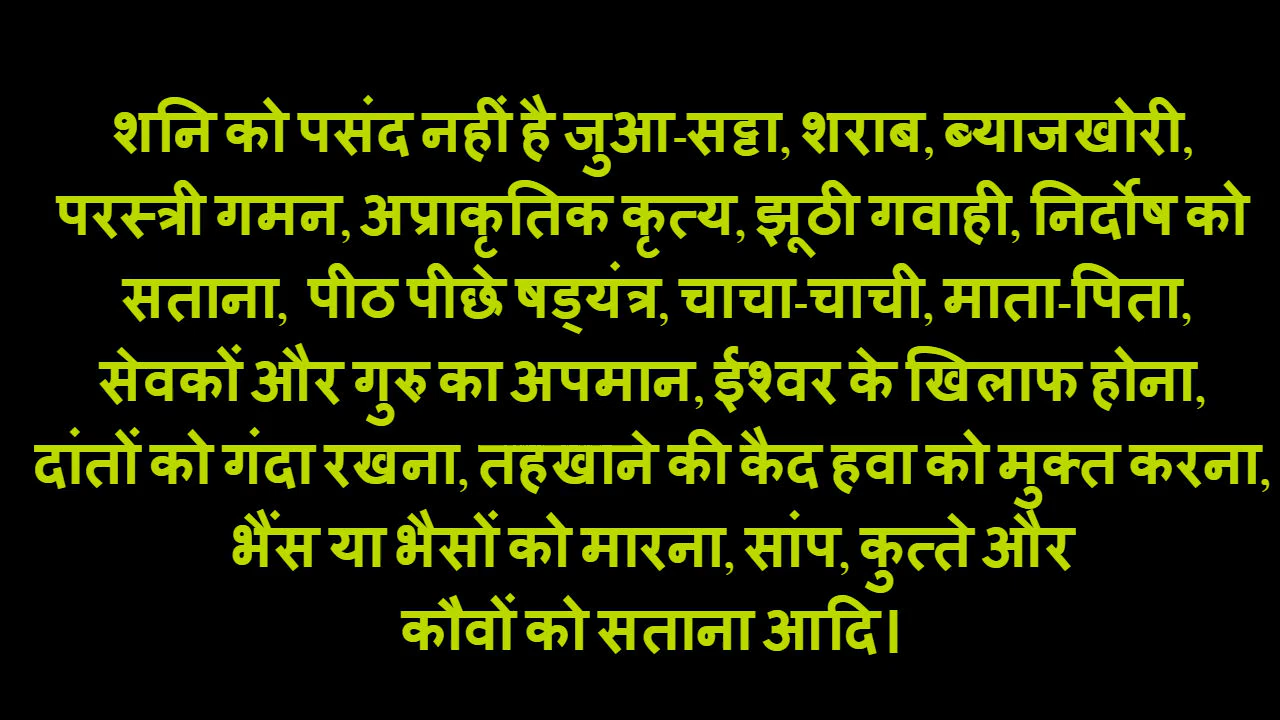 शनि को पसंद नहीं है जुआ-सट्टा, शराब, ब्याजखोरी,
परस्त्री गमन, अप्राकृतिक कृत्य, झूठी गवाही, निर्दोष को
सताना, पीठ पीछे षड्यंत्र, चाचा-चाची, माता-पिता,
सेवकों और गुरु का अपमान, ईश्वर के खिलाफ होना,
दांतों को गंदा रखना, तहखाने की कैद हवा को मुक्त करना,
भैंस या भैसों को मारना, सांप, कुत्ते और
कौवों को सताना आदि।